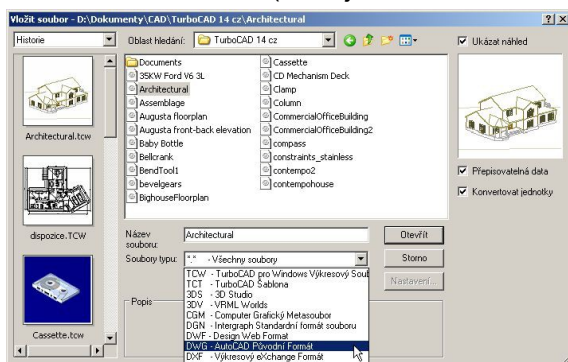 Vložit soubor - D:\Dokumenty\CAD\TurboCAD 14 cz\Architectural
Historie
Oblast hledání:
TurboCAD 14 cz
Ukázat náhled
Documents
35KW Ford V6 3L
Architectural
Assemblage
Augusta floorplan
Augusta front-back elevation
Baby Bottle
Bellcrank
BendTool1
bevelgears
BighouseFloorplan
Cassette
CD Mechanism Deck
Clamp
Column
CommercialOfficeBuilding
CommercialOfficeBuilding2
compass
constraints_stainless
contempo2
contempohouse
Architectural.tcw
dispozice.TCW
Cassette.tcw
Přepisovatelná data
Konvertovat jednotky
Název souboru:
Architectural
Otevřít
Soubory typu:
*.* - Všechny soubory
Storno
Nastavení...
Popis
TCW - TurboCAD pro Windows Výkresový Soub
TCT - TurboCAD Šablona
3DS - 3D Studio
3DV - VRML Worlds
CGM - Computer Grafický Metasoubor
DGN - Intergraph Standardní formát souboru
DWF - Design Web Format
DWG - AutoCAD Původní Formát
DXF - Výkresový eXchange Formát